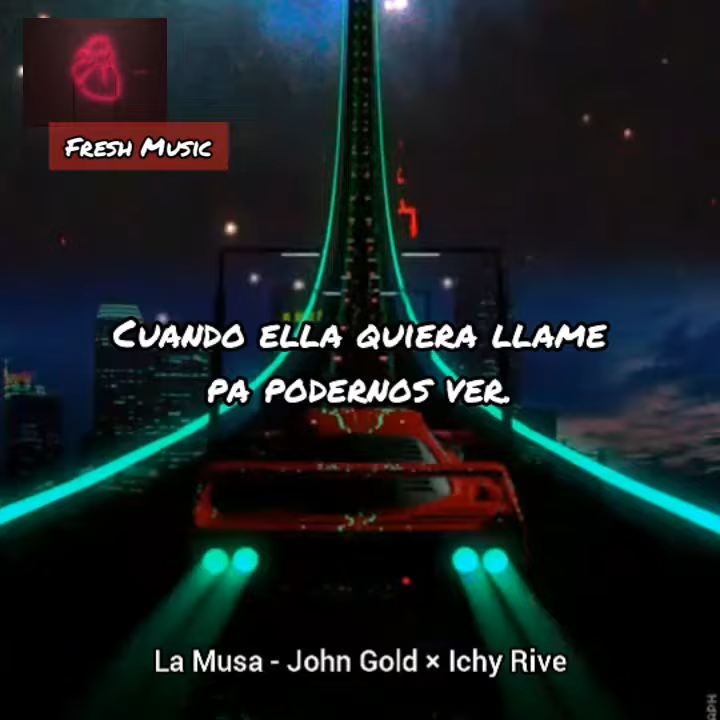 Fresh Music
Cuando ella quiera llame
pa podernos ver.
La Musa - John Gold × Ichy Rive